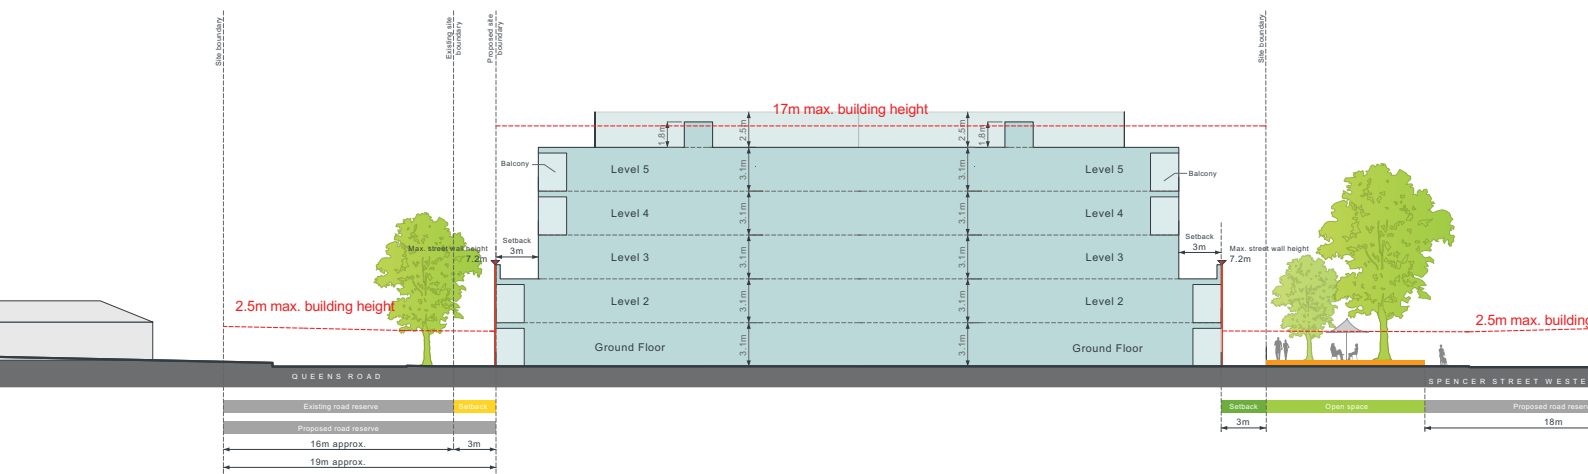 Site boundary
Existing site
boundary
Proposed site
boundary
Site boundary
17m max. building height
1.8m
2.5m
2.5m
1.8m
Balcony
Level 5
3.1m
3.1m
Level 5
Balcony
Level 4
3.1m
3.1m
Level 4
Setback
3m
Max. street wall height
7.2m
Level 3
3.1m
3.1m
Level 3
Setback
3m
Max. street wall height
7.2m
2.5m max. building height
Level 2
3.1m
3.1m
Level 2
2.5m max. building
Ground Floor
3.1m
3.1m
Ground Floor
QUEENS ROAD
SPENCER STREET WESTE
Existing road reserve
Setback
Setback
Open space
Proposed road reserv
Proposed road reserve
3m
18m
16m approx.
3m
19m approx.